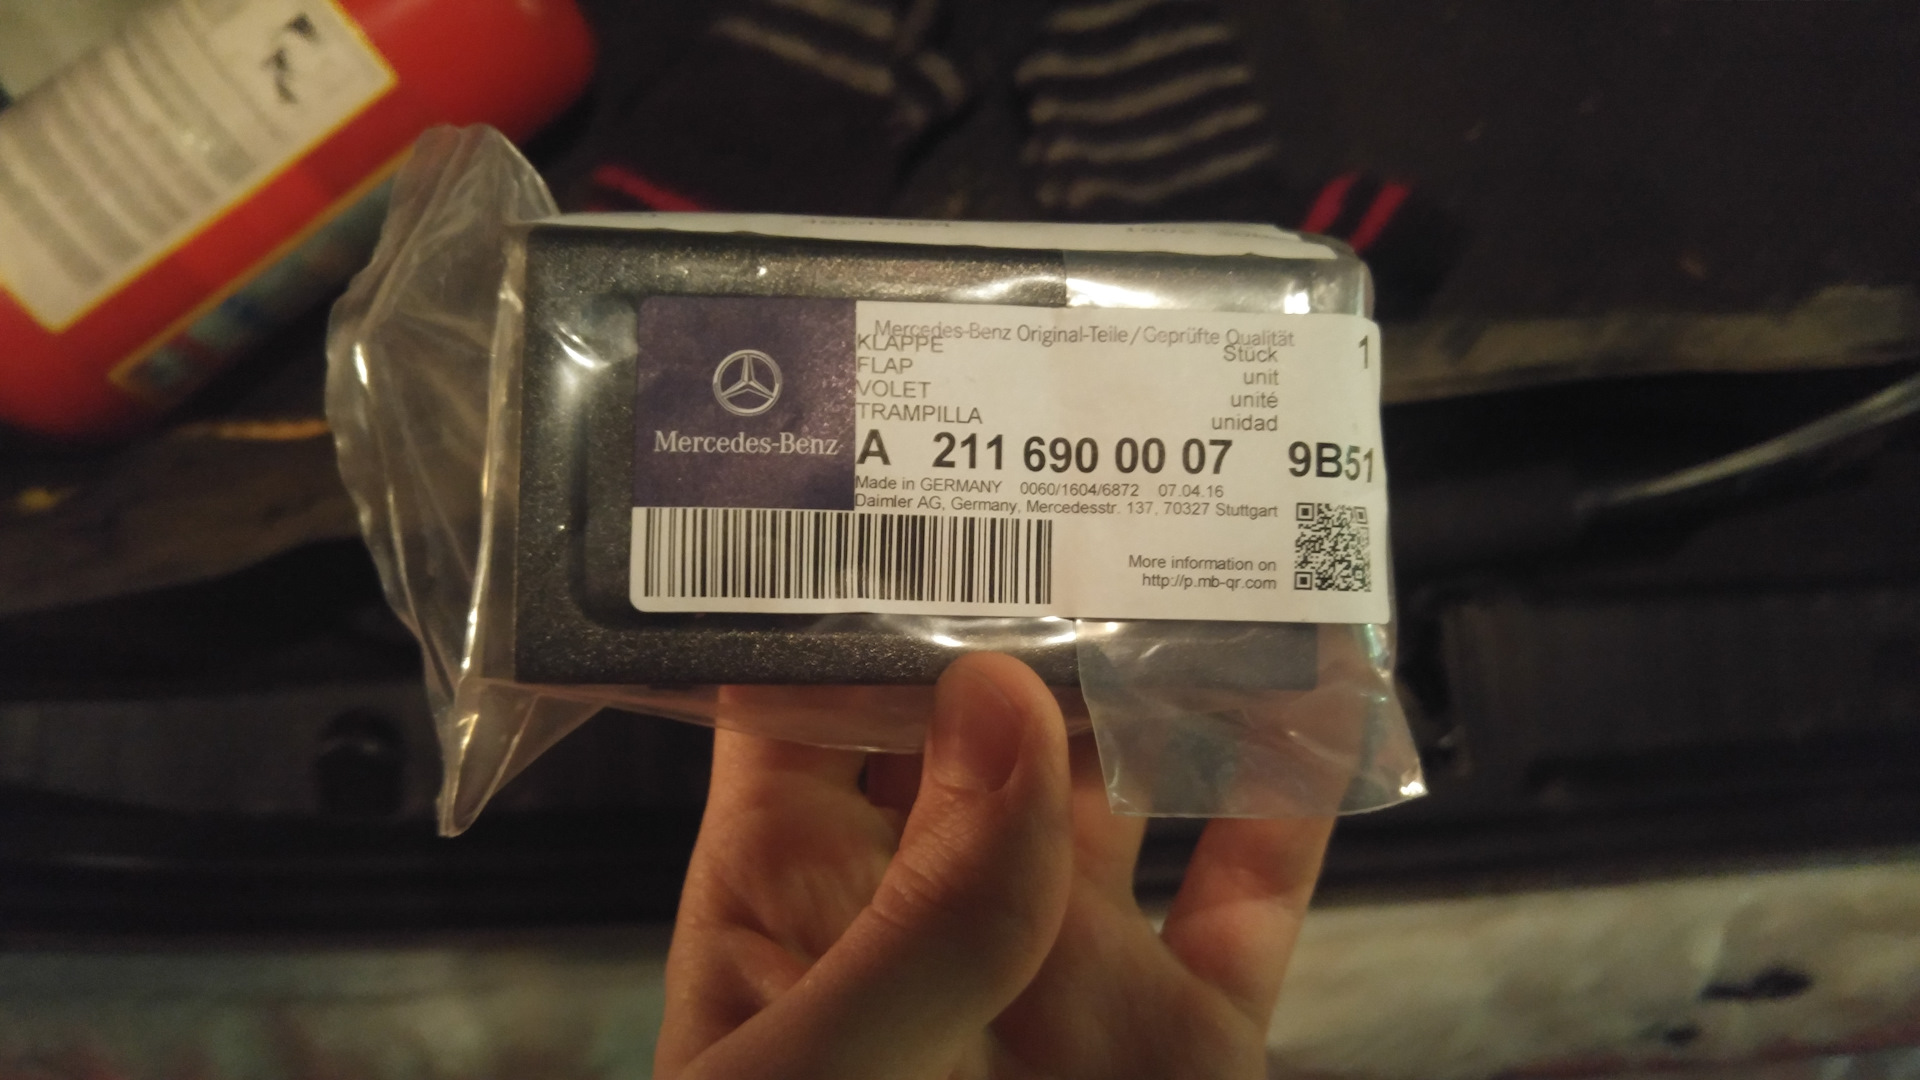 Mercedes-Benz Original-Teile / Geprüfte Qualität
KLAPPE Stück 1
FLAP unit
VOLET unité
TRAMPILLA unidad
Mercedes-Benz
A 211 690 00 07 9B51
Made in GERMANY 0060/1604/6872 07.04.16
Daimler AG, Germany, Mercedesstr. 137, 70327 Stuttgart
More information on
http://p.mb-qr.com